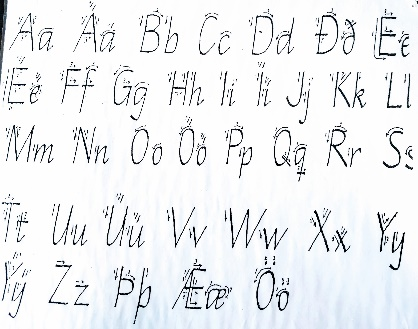 Aa Áá Bb Cc Dd Ðð Ee
Éé Ff Gg Hh Ii Íí Jj Kk Ll
Mm Nn Oo Óó Pp Qq Rr Ss
Tt Uu Úú Vv Ww Xx Yy
Ýý Zz Þþ Ææ Öö